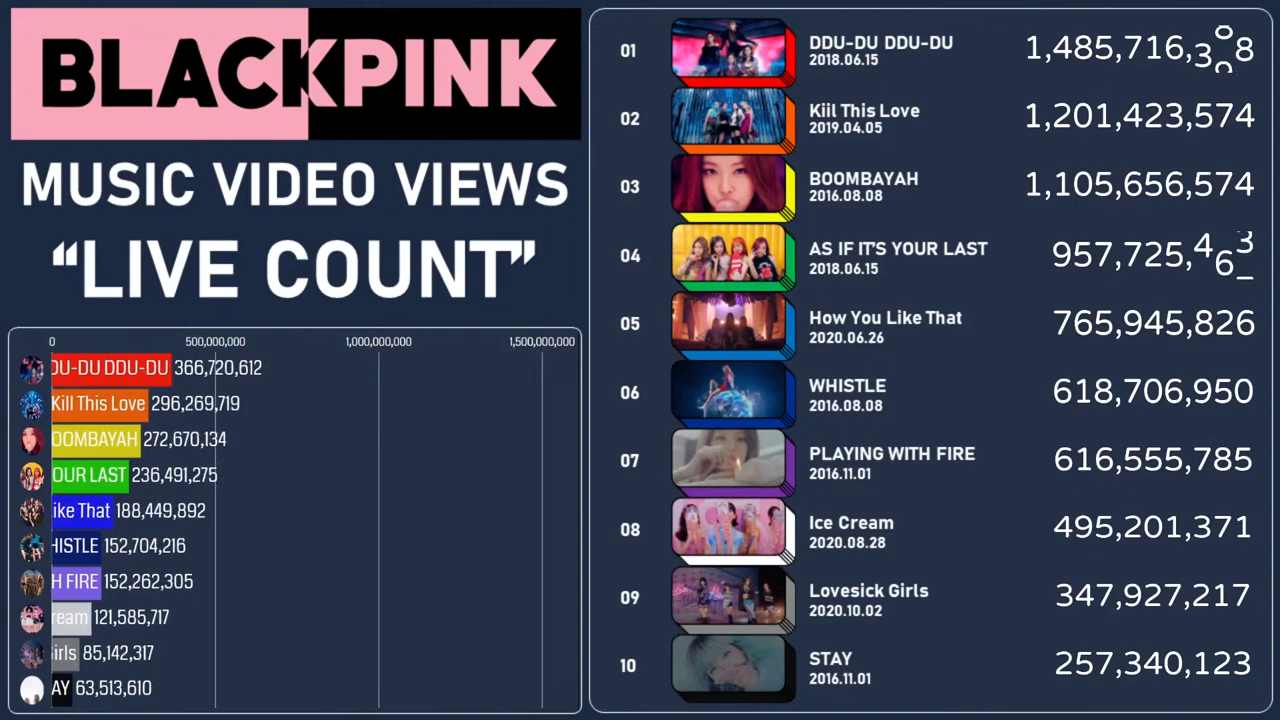 BLACKPINK
MUSIC VIDEO VIEWS
“LIVE COUNT”
0 500,000,000 1,000,000,000 1,500,000,000
DU-DU DDU-DU 366,720,612
Kill This Love 296,269,719
OOMBAYAH 272,670,134
OUR LAST 236,491,275
ike That 188,449,892
HISTLE 152,704,216
H FIRE 152,262,305
ream 121,585,717
irls 85,142,317
AY 63,513,610
01 DDU-DU DDU-DU 1,485,716,3 8
2018.06.15
02 Kiil This Love 1,201,423,574
2019.04.05
03 BOOMBAYAH 1,105,656,574
2016.08.08
04 AS IF IT'S YOUR LAST 957,725,46
2018.06.15
05 How You Like That 765,945,826
2020.06.26
06 WHISTLE 618,706,950
2016.08.08
07 PLAYING WITH FIRE 616,555,785
2016.11.01
08 Ice Cream 495,201,371
2020.08.28
09 Lovesick Girls 347,927,217
2020.10.02
10 STAY 257,340,123
2016.11.01